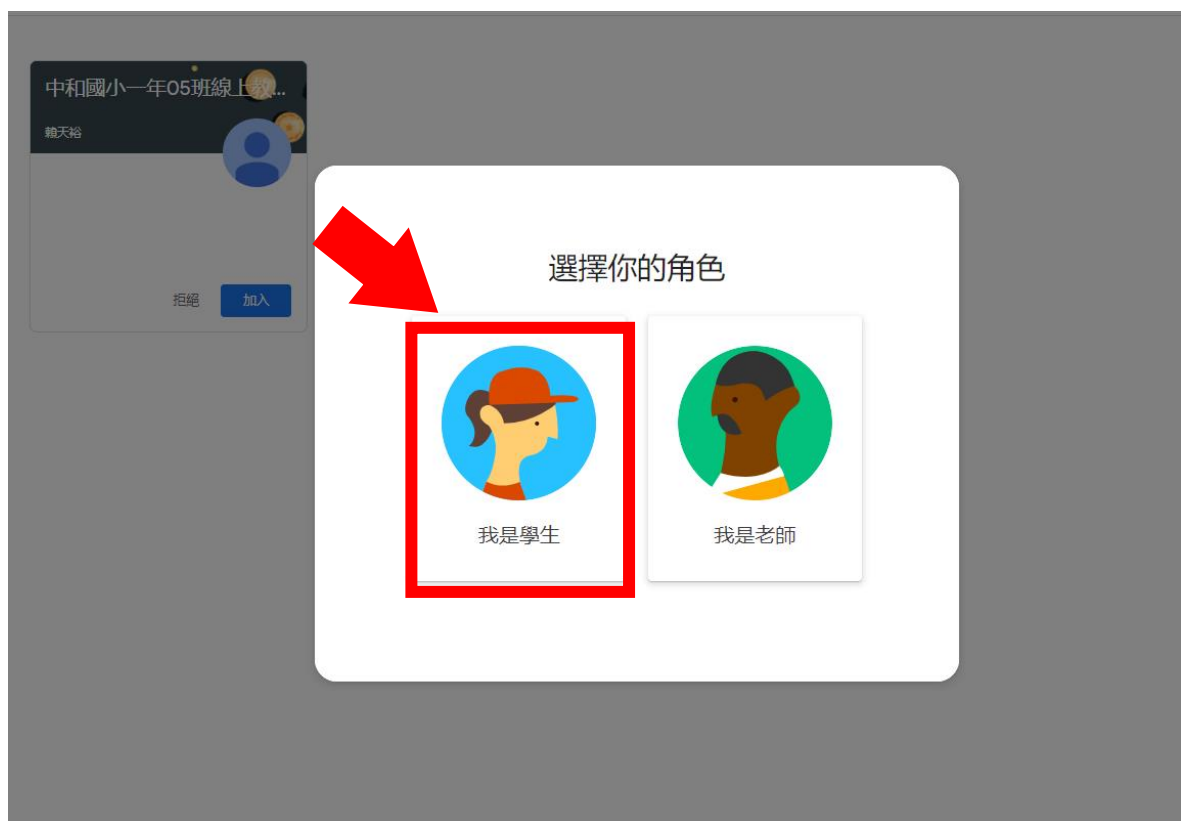 中和國小一年05班線上教...
賴天裕
拒絕
加入
選擇你的角色
我是學生
我是老師